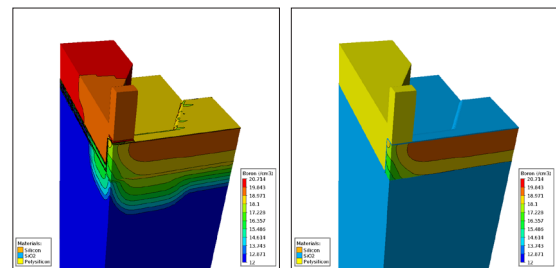 Boron (/cm3)
20.714
19.843
18.971
18.1
17.228
16.357
15.486
14.614
13.743
12.871
12
Materials:
Silicon
SiO2
Polysilicon
Boron (/cm3)
20.714
19.843
18.971
18.1
17.228
16.357
15.486
14.614
13.743
12.871
12
Materials:
Silicon
SiO2
Polysilicon